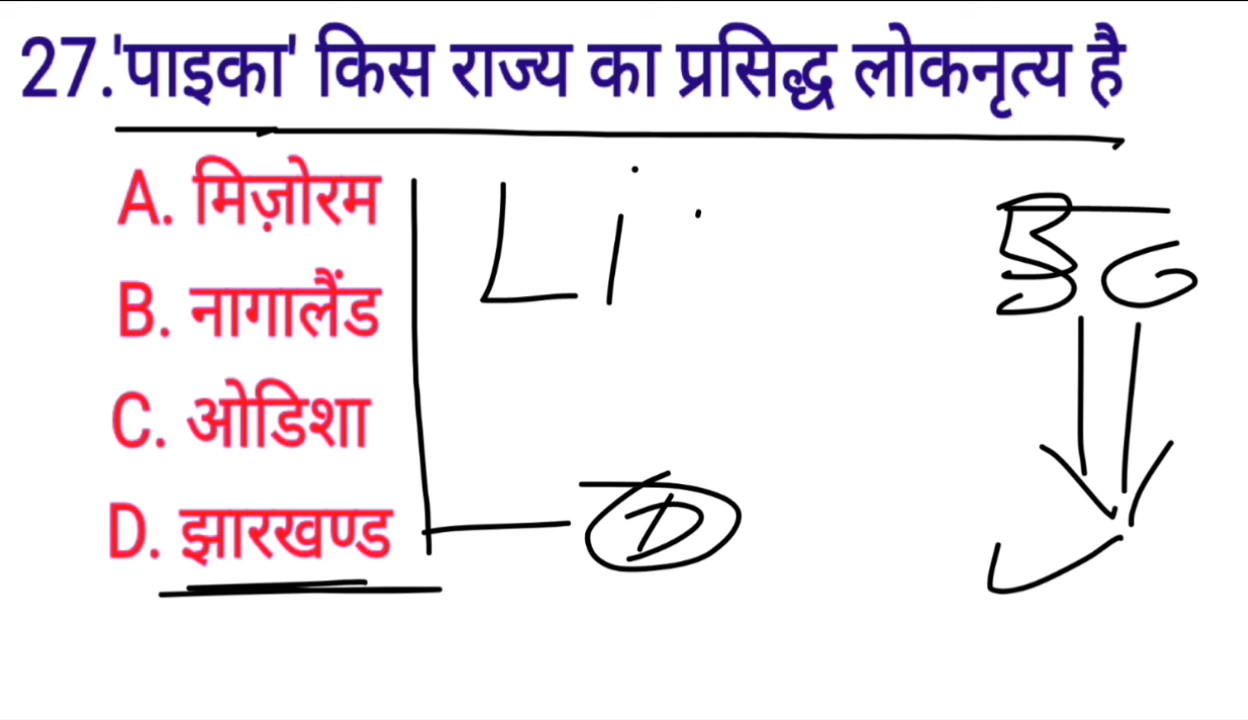 27.'पाइका' किस राज्य का प्रसिद्ध लोकनृत्य है
A. मिज़ोरम
B. नागालैंड
C. ओडिशा
D. झारखण्ड
Li
D